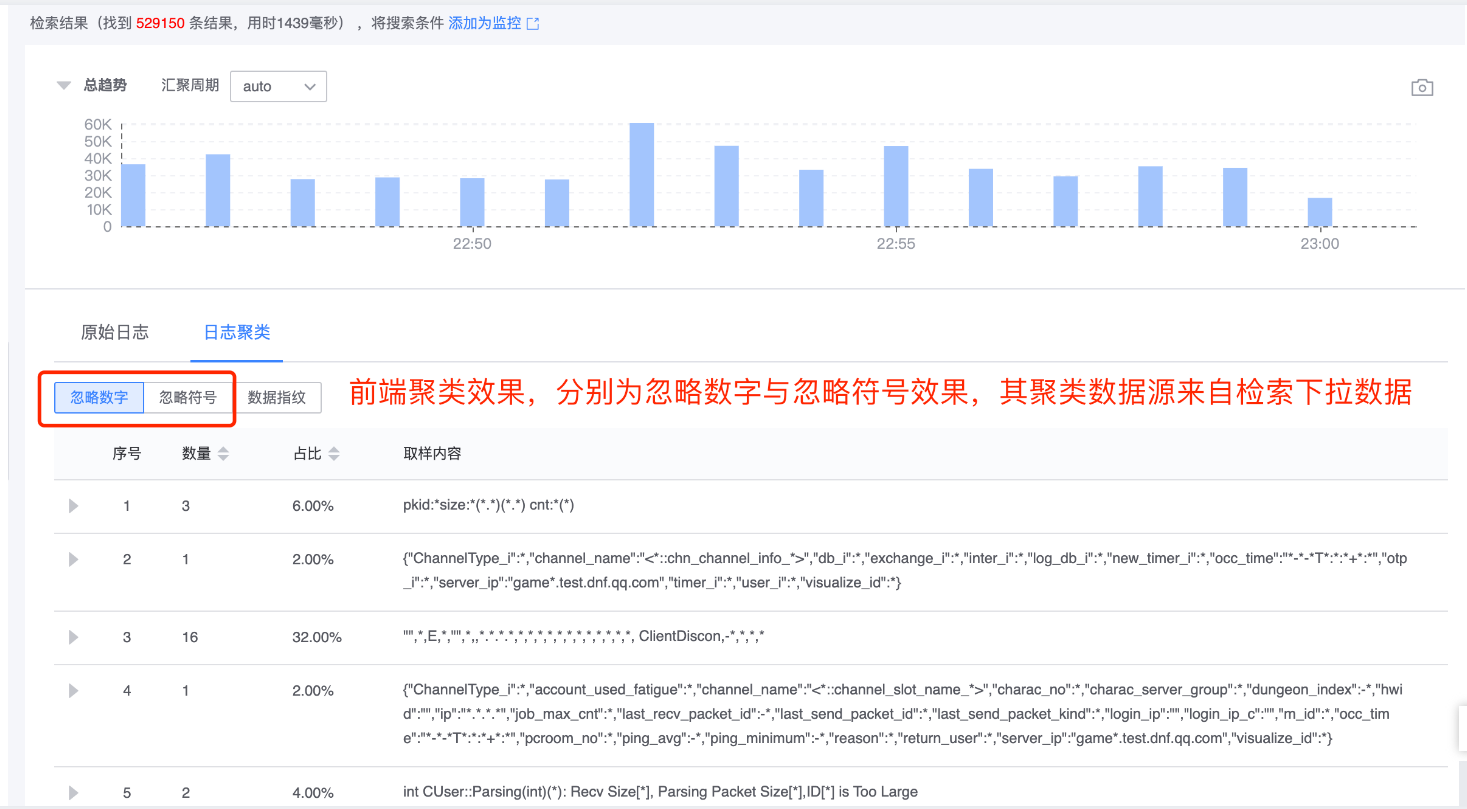 检索结果（找到 529150 条结果，用时1439毫秒） ，将搜索条件 添加为监控
总趋势 汇聚周期 auto
60K
50K
40K
30K
20K
10K
0
22:50 22:55 23:00
原始日志 日志聚类
忽略数字 忽略符号 数据指纹 前端聚类效果，分别为忽略数字与忽略符号效果，其聚类数据源来自检索下拉数据
序号 数量 占比 取样内容
1 3 6.00% pkid:*size:*(*.*)(*.*) cnt:*(*)
2 1 2.00% {"ChannelType_i":*,"channel_name":"<*::chn_channel_info_*>","db_i":*,"exchange_i":*,"inter_i":*,"log_db_i":*,"new_timer_i":*,"occ_time":"*-*-*T*:*:*+*:*","otp
_i":*,"server_ip":"game*.test.dnf.qq.com","timer_i":*,"user_i":*,"visualize_id":*}
3 16 32.00% "",*,E,*,"",*,,*.*.*.*,*,*,*,*,*,*,*,*,*,*,*,*, ClientDiscon,-*,*,*,*
4 1 2.00% {"ChannelType_i":*,"account_used_fatigue":*,"channel_name":"<*::channel_slot_name_*>","charac_no":*,"charac_server_group":*,"dungeon_index":-*,"hw
id":"","ip":"*.*.*.*","job_max_cnt":*,"last_recv_packet_id":-*,"last_send_packet_id":*,"last_send_packet_kind":*,"login_ip":"","login_ip_c":"","m_id":*,"occ_tim
e":"*-*-*T*:*:*+*:*","pcroom_no":*,"ping_avg":-*,"ping_minimum":-*,"reason":*,"return_user":*,"server_ip":"game*.test.dnf.qq.com","visualize_id":*}
5 2 4.00% int CUser::Parsing(int)(*): Recv Size[*], Parsing Packet Size[*],ID[*] is Too Large